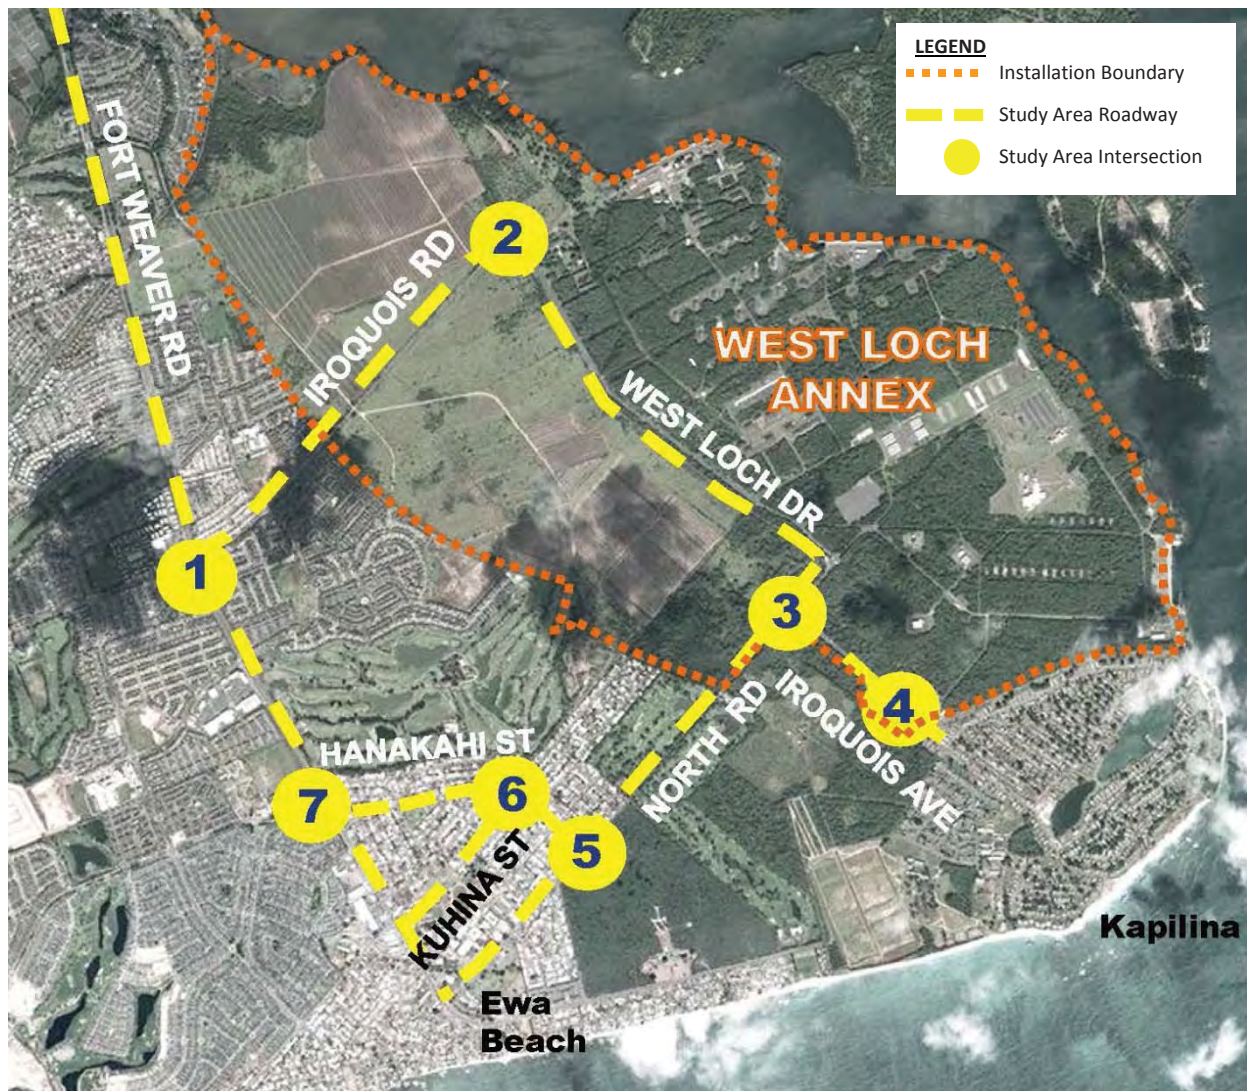 LEGEND
Installation Boundary
Study Area Roadway
Study Area Intersection
FORT WEAVER RD
IROQUOIS RD
2
WEST LOCH
ANNEX
WEST LOCH DR
1
3
4
NORTH RD
IROQUOIS AVE
HANAKAHI ST
7
6
5
KUHINA ST
Kapilina
Ewa
Beach